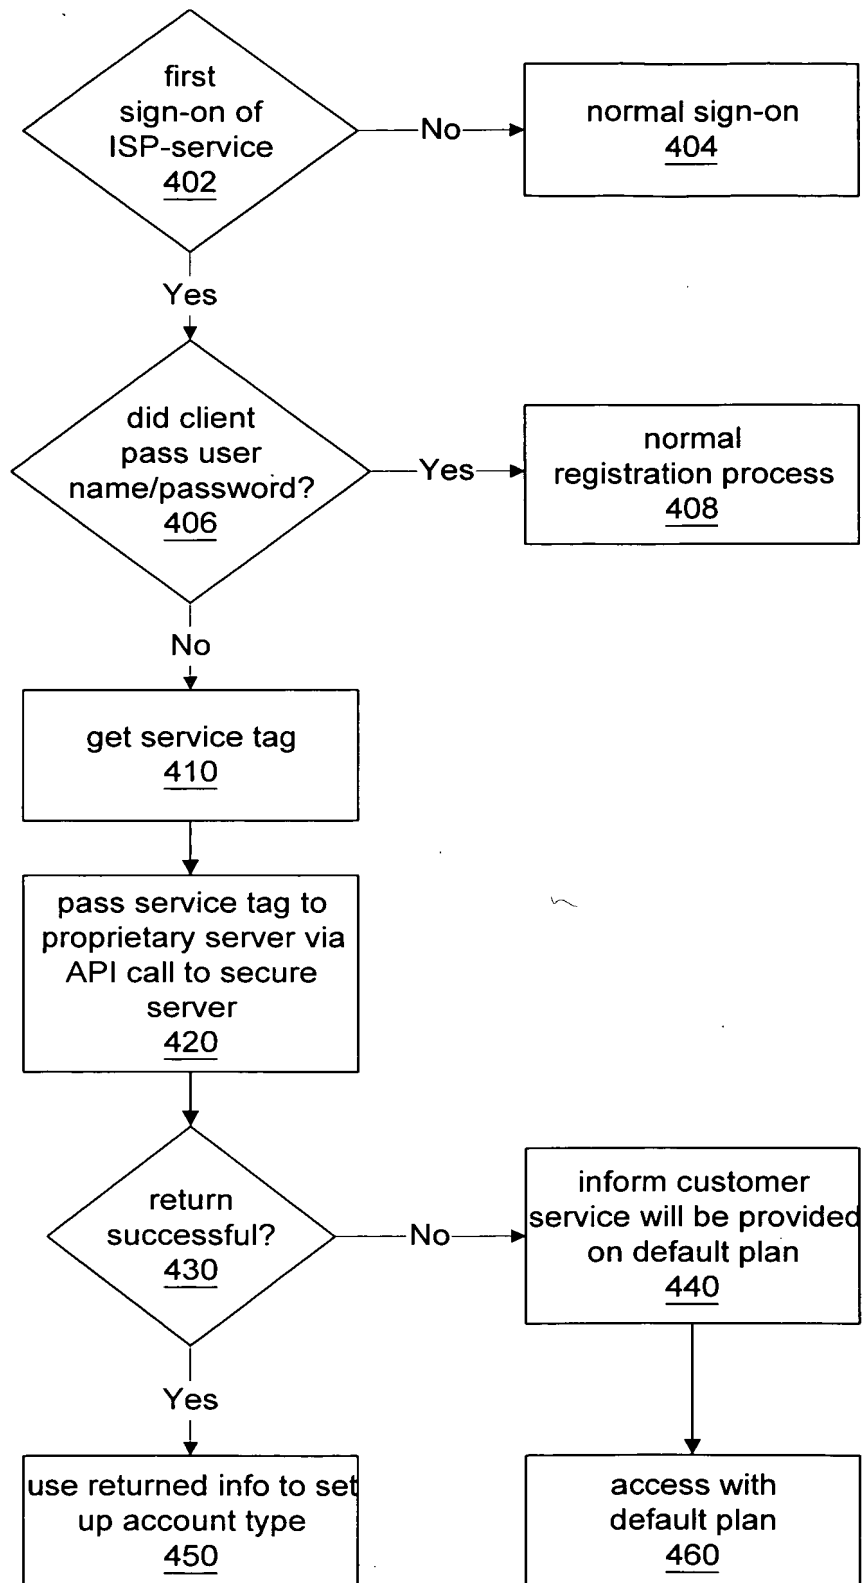 first
sign-on of
ISP-service
402
No
normal sign-on
404
Yes
did client
pass user
name/password?
406
Yes
normal
registration process
408
No
get service tag
410
pass service tag to
proprietary server via
API call to secure
server
420
return
successful?
430
No
inform customer
service will be provided
on default plan
440
Yes
use returned info to set
up account type
450
access with
default plan
460